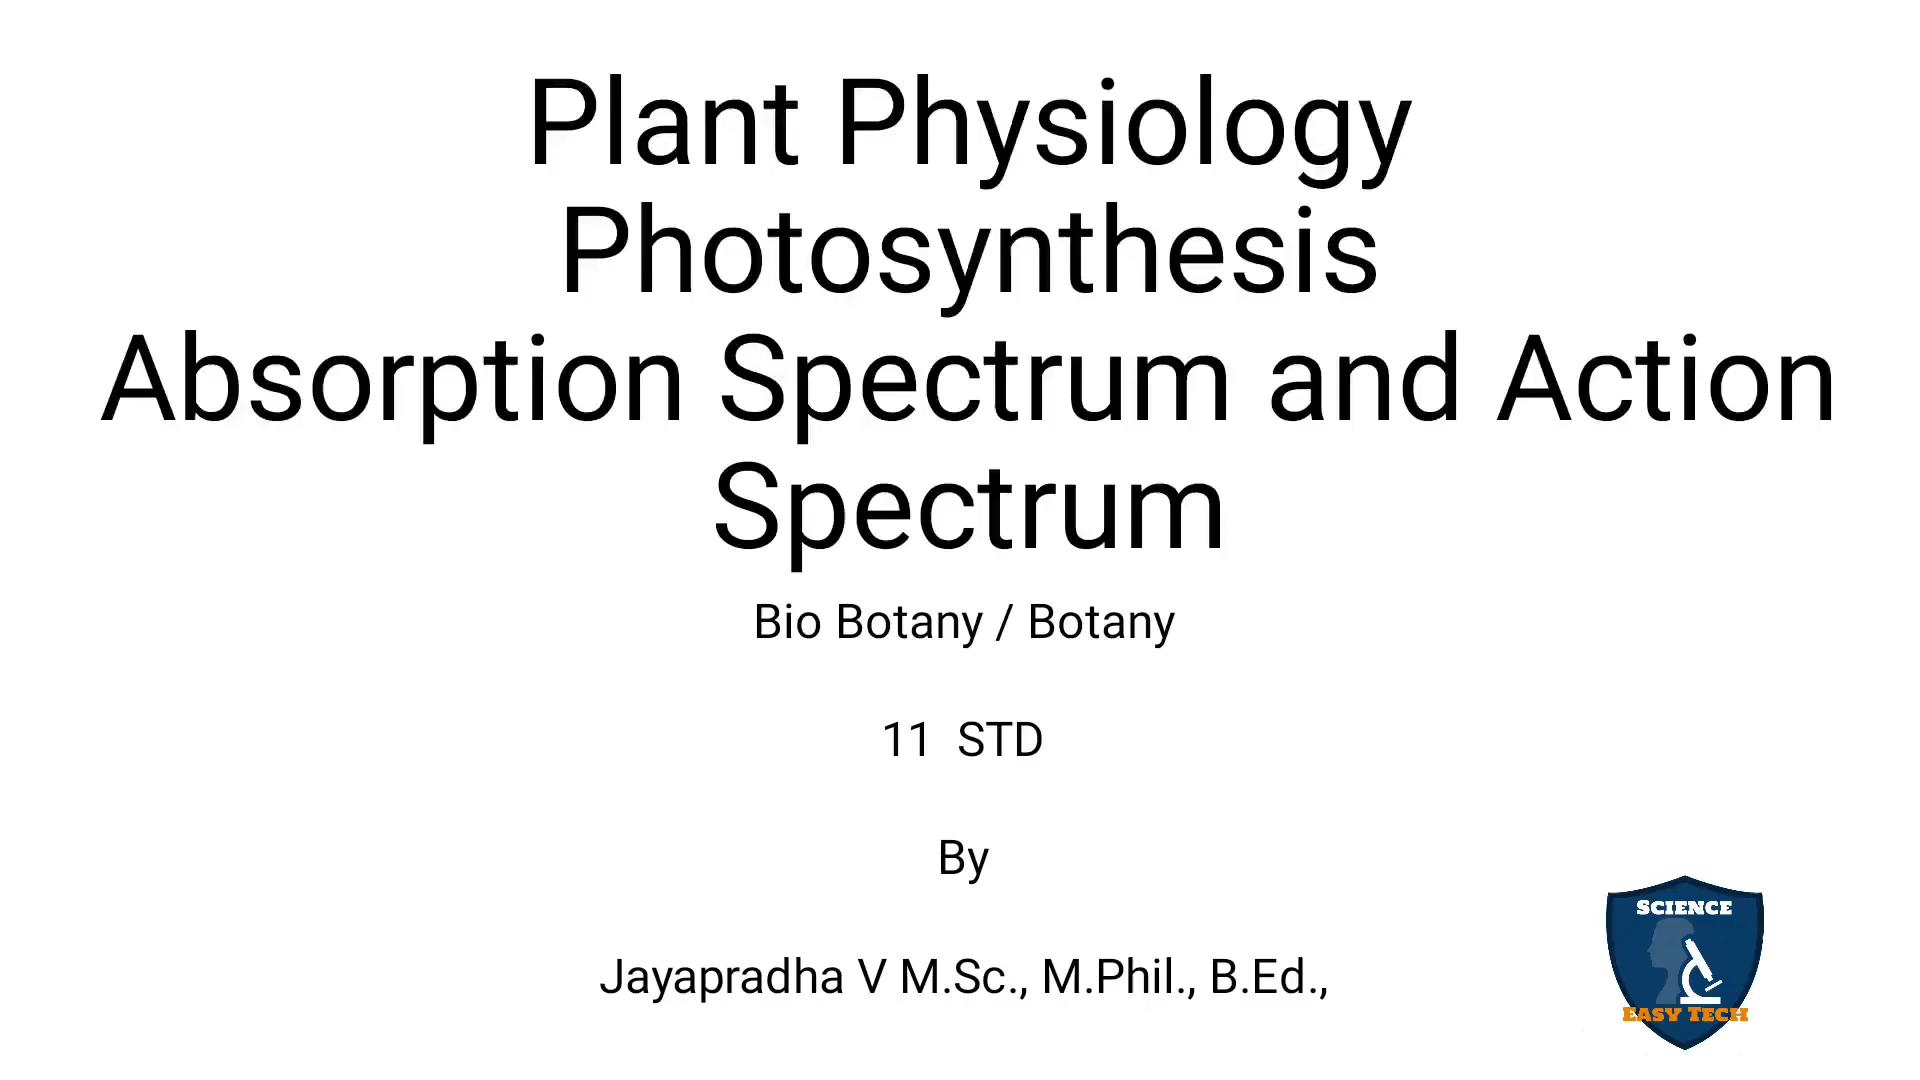 Plant Physiology
Photosynthesis
Absorption Spectrum and Action
Spectrum
Bio Botany / Botany
11 STD
By
Jayapradha V M.Sc., M.Phil., B.Ed.,
SCIENCE
EASY TECH